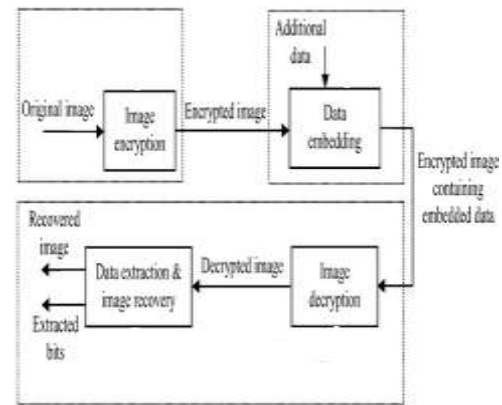 Additional
data
Original image
Image
encryption
Encrypted image
Data
embedding
Encrypted image
containing
embedded data
Recovered
image
Data extraction &
image recovery
Decrypted image
Image
decryption
Extracted
bits